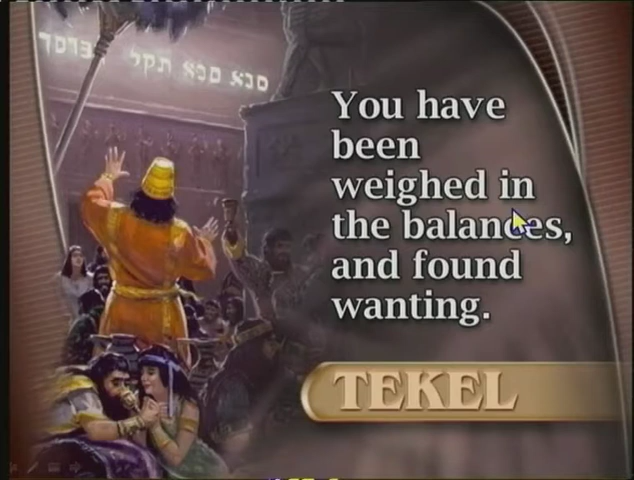 מנא מנא תקל
You have
been
weighed in
the balances,
and found
wanting.
TEKEL